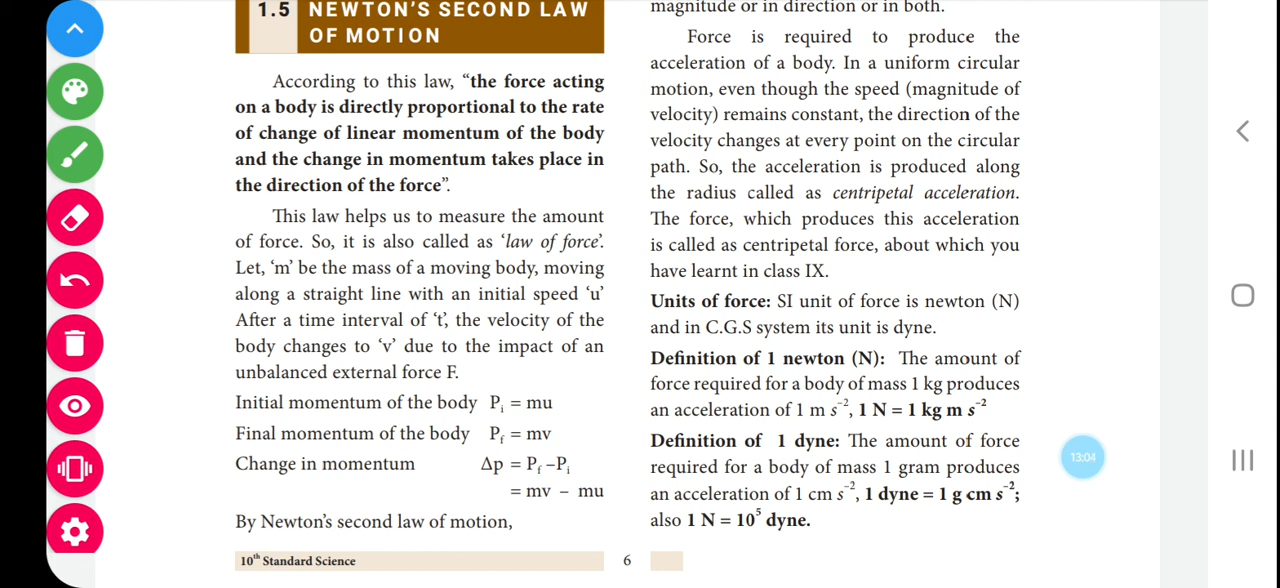 1.5 NEWTON'S SECOND LAW
OF MOTION
According to this law, “the force acting
on a body is directly proportional to the rate
of change of linear momentum of the body
and the change in momentum takes place in
the direction of the force”.
This law helps us to measure the amount
of force. So, it is also called as ‘law of force’.
Let, ‘m’ be the mass of a moving body, moving
along a straight line with an initial speed ‘u’
After a time interval of ‘t’, the velocity of the
body changes to ‘v’ due to the impact of an
unbalanced external force F.
Initial momentum of the body Pᵢ = mu
Final momentum of the body P_f = mv
Change in momentum Δp = P_f –Pᵢ
= mv – mu
By Newton’s second law of motion,
10ᵗʰ Standard Science
6
magnitude or in direction or in both.
Force is required to produce the
acceleration of a body. In a uniform circular
motion, even though the speed (magnitude of
velocity) remains constant, the direction of the
velocity changes at every point on the circular
path. So, the acceleration is produced along
the radius called as centripetal acceleration.
The force, which produces this acceleration
is called as centripetal force, about which you
have learnt in class IX.
Units of force: SI unit of force is newton (N)
and in C.G.S system its unit is dyne.
Definition of 1 newton (N): The amount of
force required for a body of mass 1 kg produces
an acceleration of 1 m s⁻², 1 N = 1 kg m s⁻²
Definition of 1 dyne: The amount of force
required for a body of mass 1 gram produces
an acceleration of 1 cm s⁻², 1 dyne = 1 g cm s⁻²;
also 1 N = 10⁵ dyne.
13:04